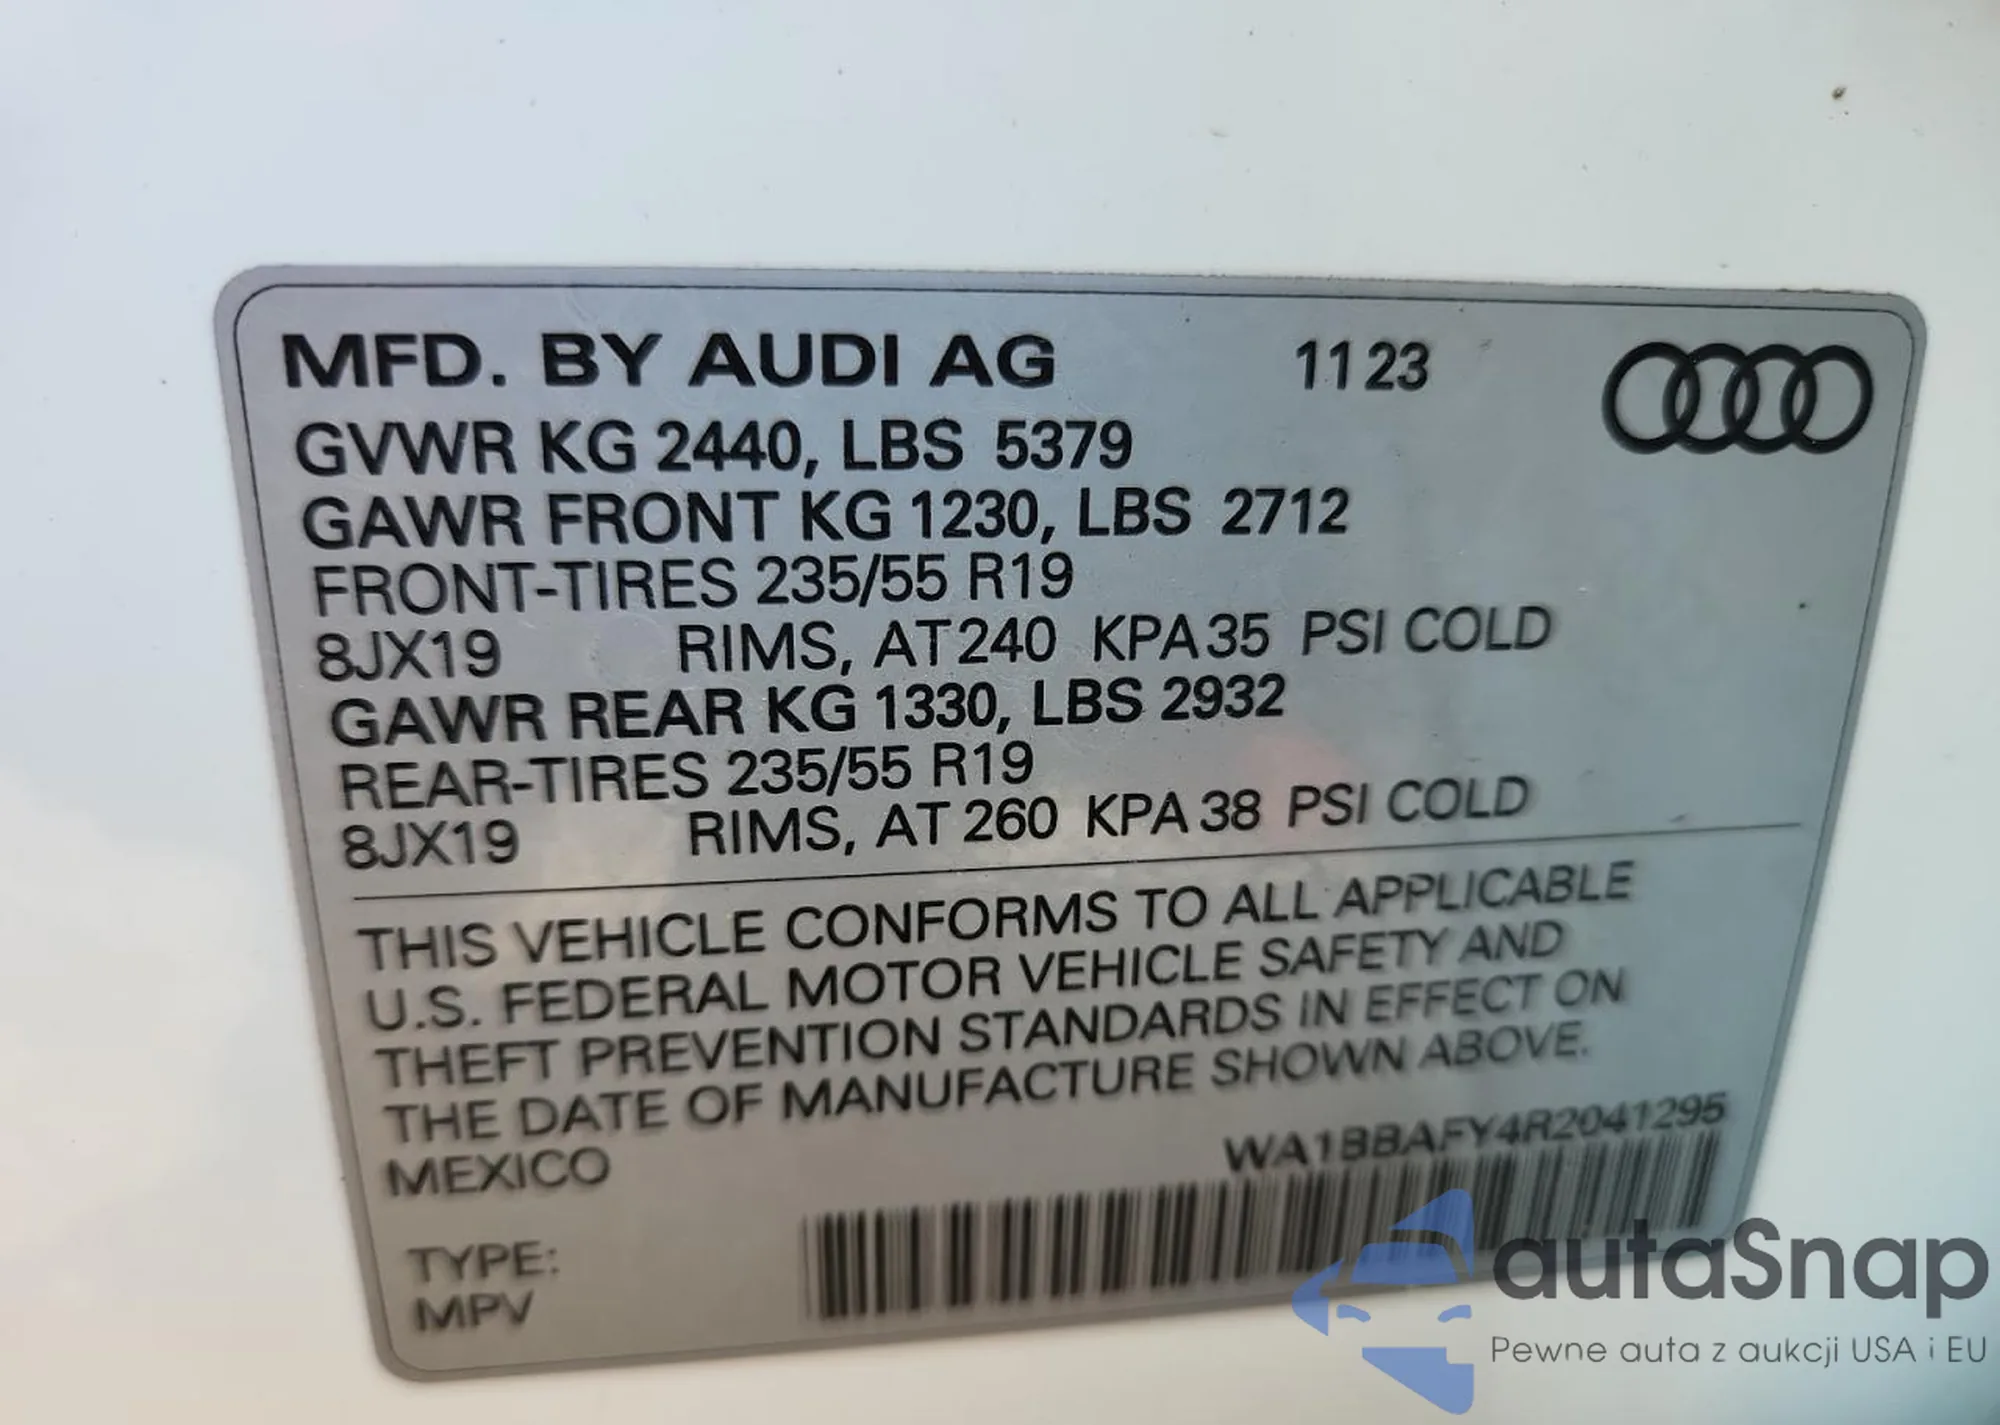 MFD. BY AUDI AG 11 23
GVWR KG 2440, LBS 5379
GAWR FRONT KG 1230, LBS 2712
FRONT-TIRES 235/55 R19
8JX19 RIMS, AT 240 KPA 35 PSI COLD
GAWR REAR KG 1330, LBS 2932
REAR-TIRES 235/55 R19
8JX19 RIMS, AT 260 KPA 38 PSI COLD
THIS VEHICLE CONFORMS TO ALL APPLICABLE
U.S. FEDERAL MOTOR VEHICLE SAFETY AND
THEFT PREVENTION STANDARDS IN EFFECT ON
THE DATE OF MANUFACTURE SHOWN ABOVE.
MEXICO WA1BBAFY4R2041295
TYPE:
MPV
autaSnap
Pewne auta z aukcji USA i EU